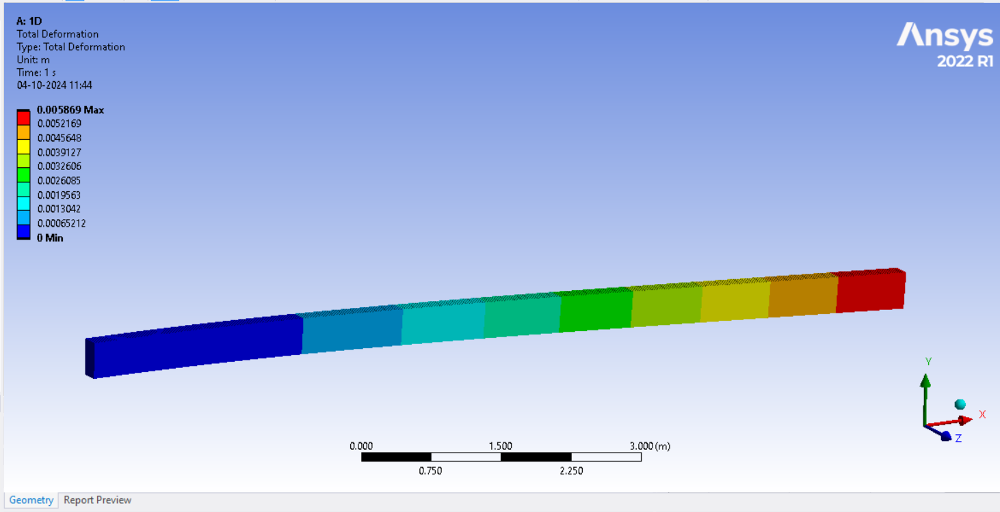 A: 1D
Total Deformation
Type: Total Deformation
Unit: m
Time: 1 s
04-10-2024 11:44
Ansys
2022 R1
0.005869 Max
0.0052169
0.0045648
0.0039127
0.0032606
0.0026085
0.0019563
0.0013042
0.00065212
0 Min
Y
X
Z
0.000 1.500 3.000 (m)
0.750 2.250
Geometry Report Preview